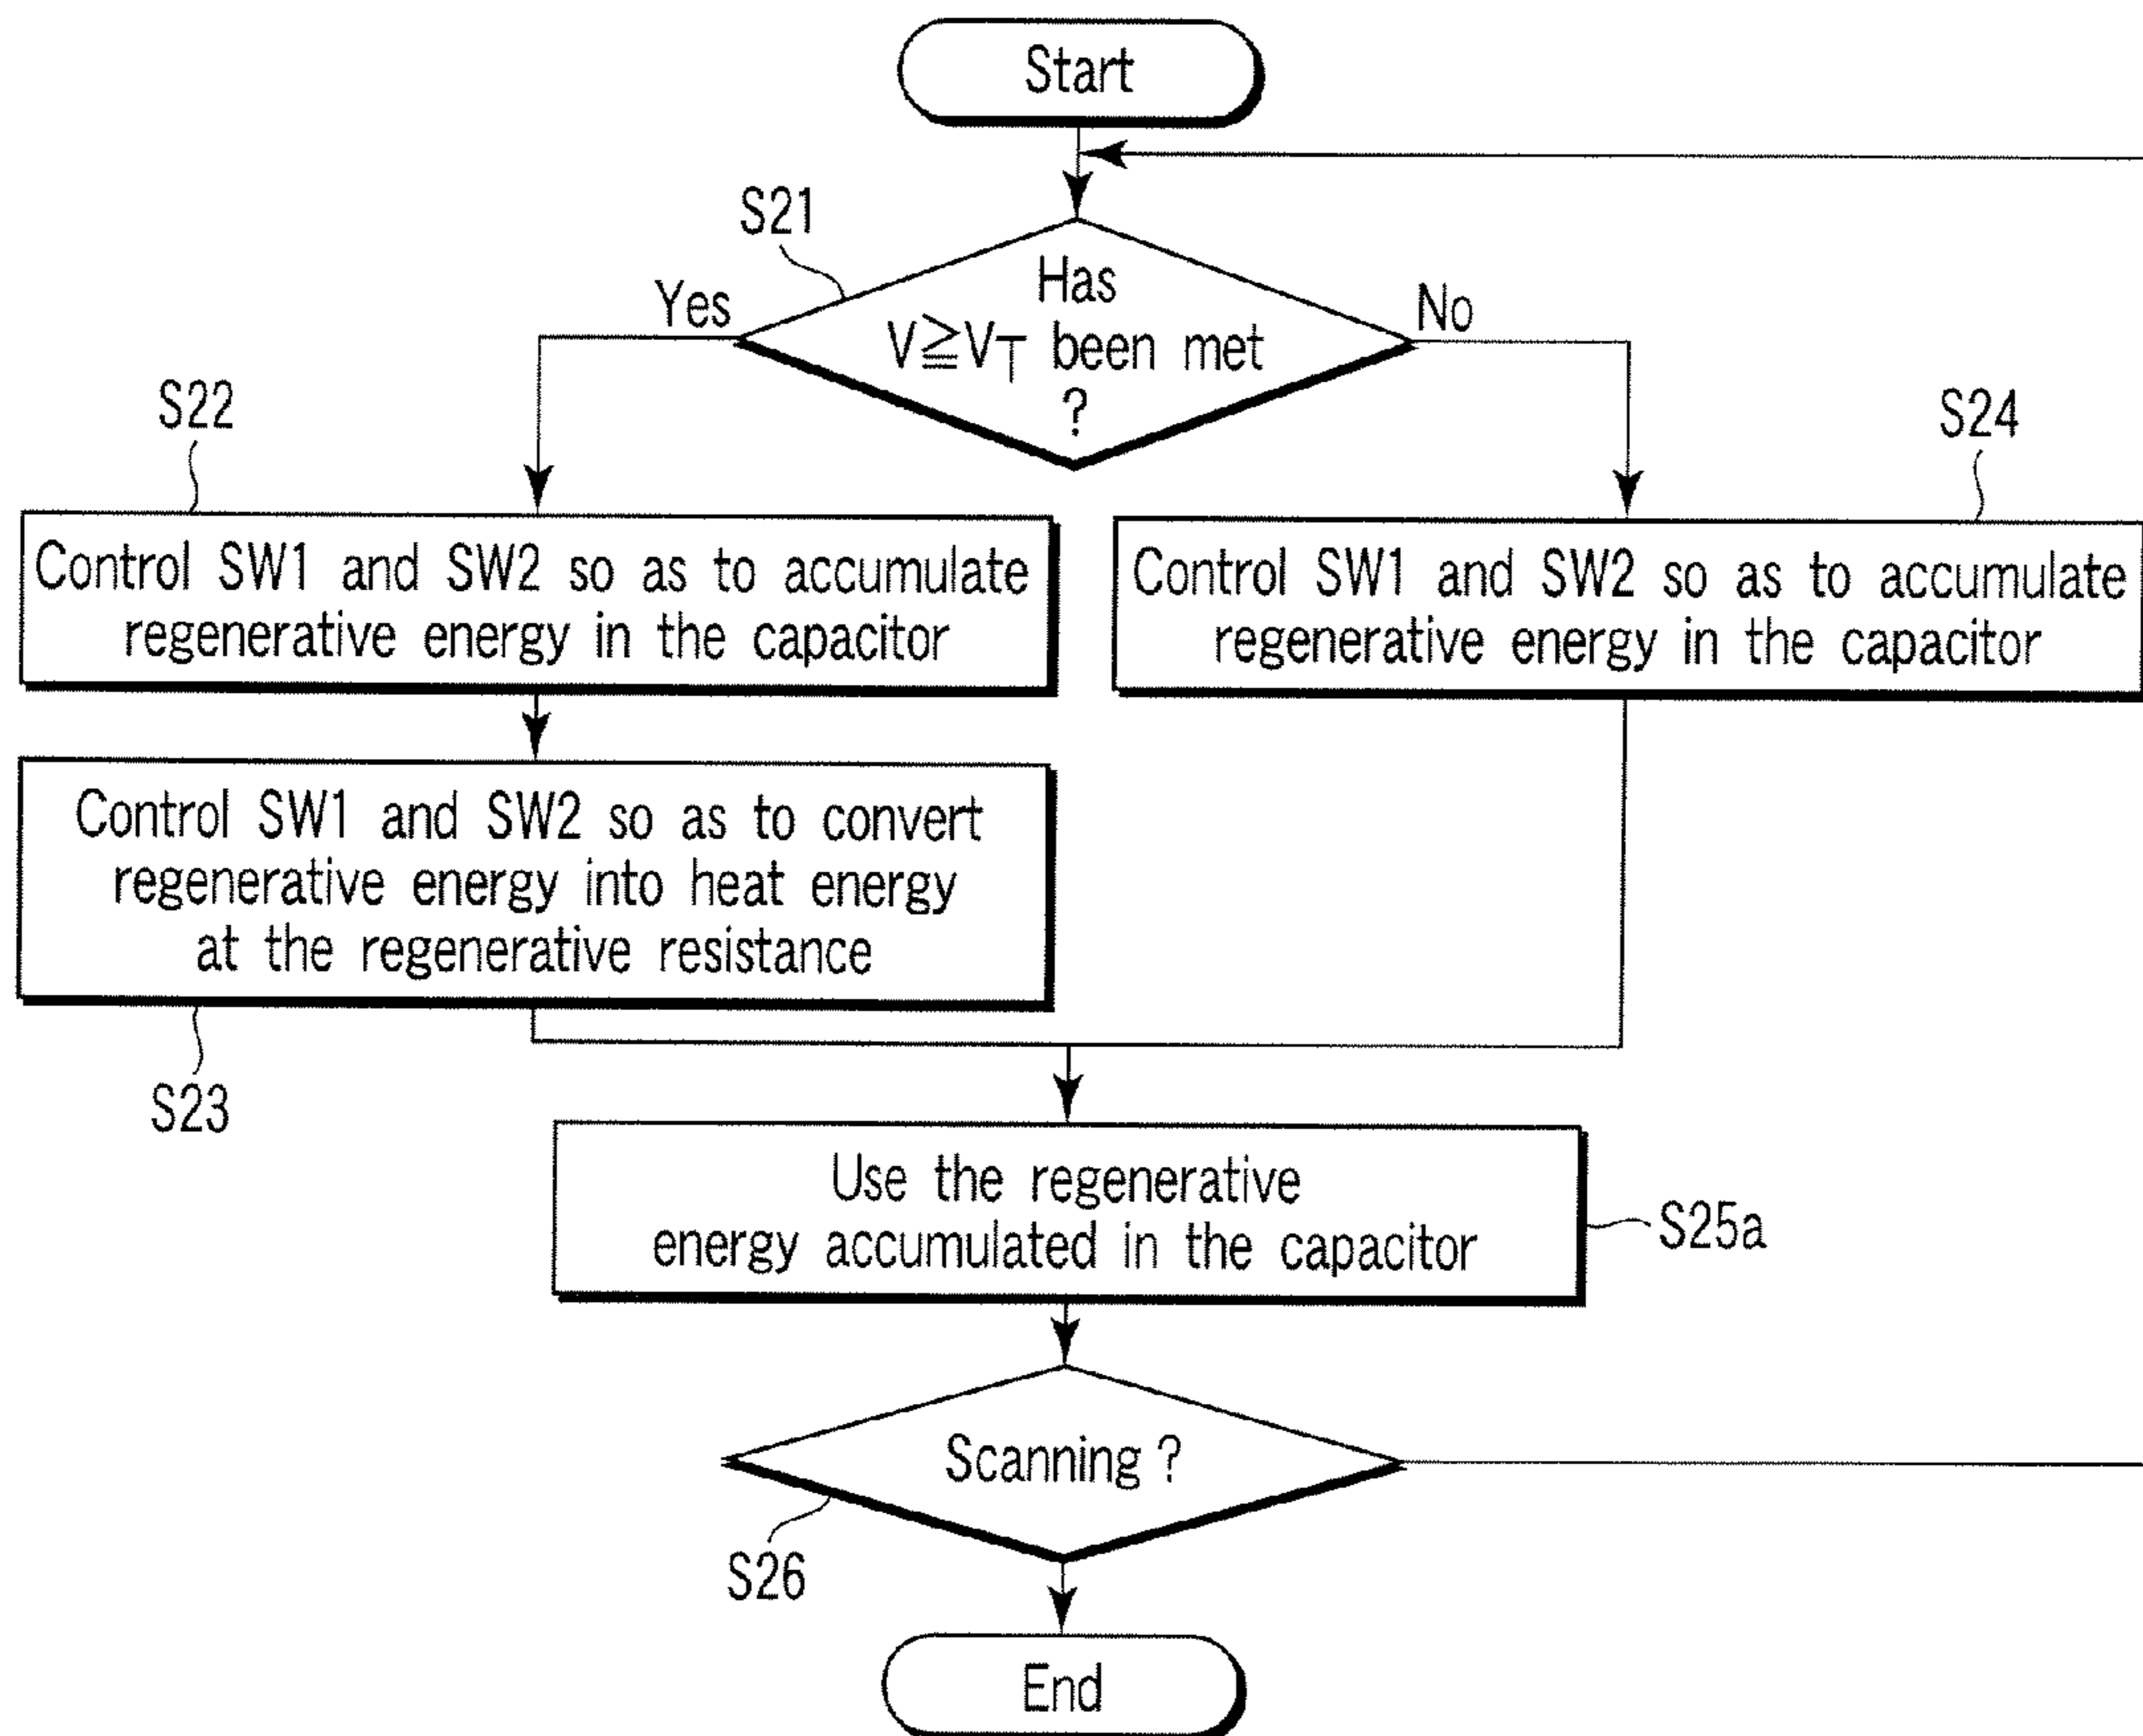 Start
S21
Has
Yes
No
V≧VT been met
?
S22
S24
Control SW1 and SW2 so as to accumulate
regenerative energy in the capacitor
Control SW1 and SW2 so as to accumulate
regenerative energy in the capacitor
Control SW1 and SW2 so as to convert
regenerative energy into heat energy
at the regenerative resistance
S23
Use the regenerative
energy accumulated in the capacitor
S25a
Scanning ?
S26
End